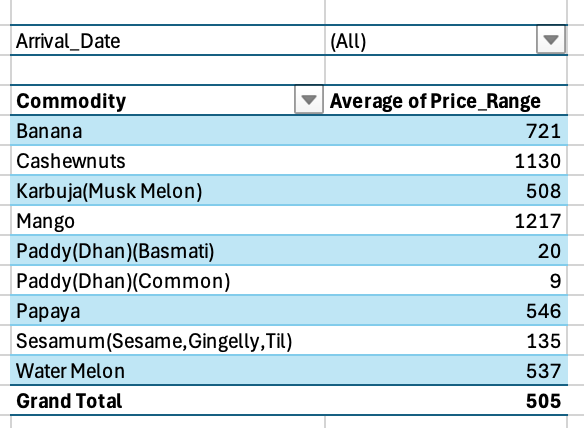 Arrival_Date (All)
Commodity Average of Price_Range
Banana 721
Cashewnuts 1130
Karbuja(Musk Melon) 508
Mango 1217
Paddy(Dhan)(Basmati) 20
Paddy(Dhan)(Common) 9
Papaya 546
Sesamum(Sesame,Gingelly,Til) 135
Water Melon 537
Grand Total 505